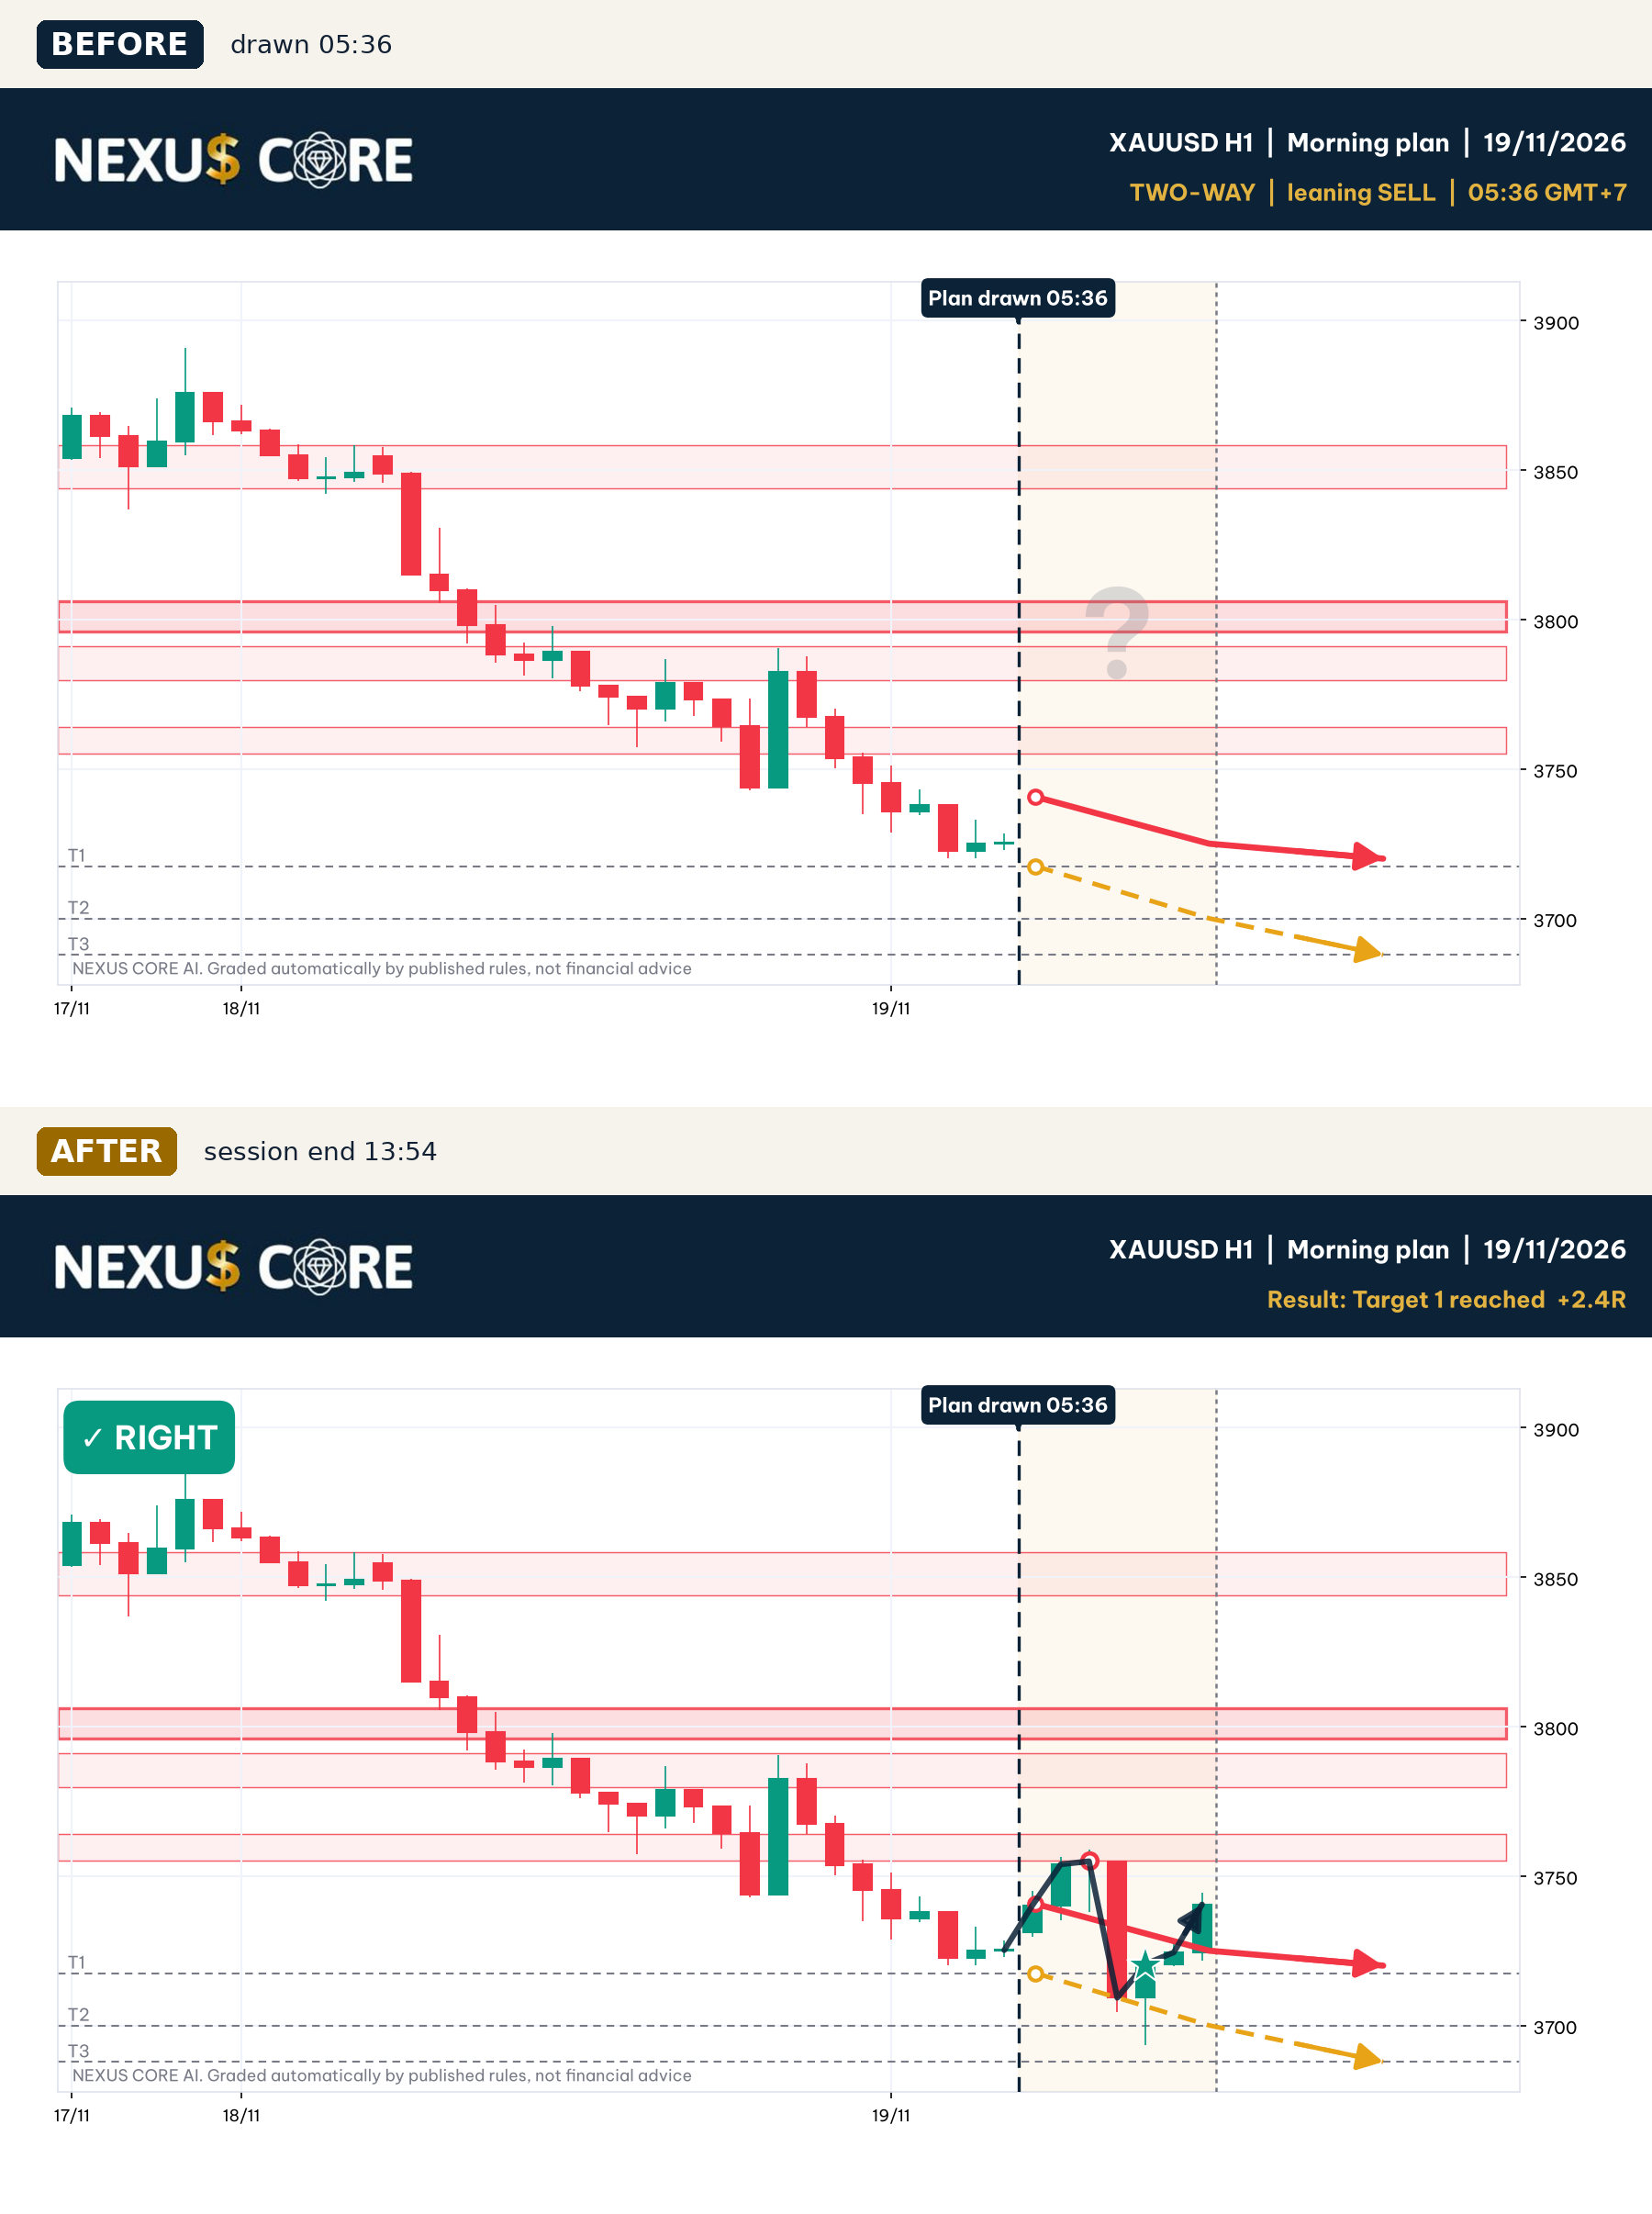 BEFORE drawn 05:36
NEXU$ CORE
XAUUSD H1 | Morning plan | 19/11/2026
TWO-WAY | leaning SELL | 05:36 GMT+7
Plan drawn 05:36
3900
3850
3800
?
3750
T1
T2
3700
T3
NEXUS CORE AI. Graded automatically by published rules, not financial advice
17/11 18/11 19/11
AFTER session end 13:54
NEXU$ CORE
XAUUSD H1 | Morning plan | 19/11/2026
Result: Target 1 reached +2.4R
Plan drawn 05:36
✓ RIGHT
3900
3850
3800
3750
T1
T2
3700
T3
NEXUS CORE AI. Graded automatically by published rules, not financial advice
17/11 18/11 19/11